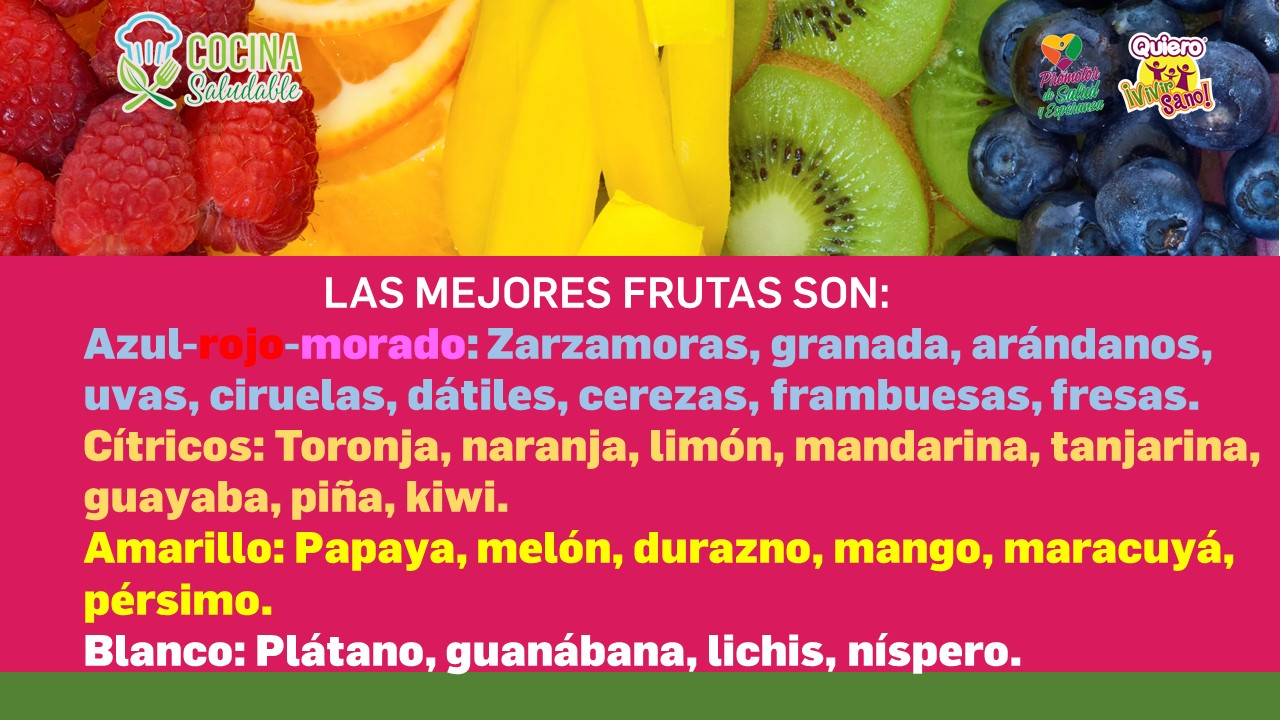 COCINA
Saludable
Promotor
de Salud
y Esperanza
Quiero
¡Vivir
Sano!
LAS MEJORES FRUTAS SON:
Azul-rojo-morado: Zarzamoras, granada, arándanos,
uvas, ciruelas, dátiles, cerezas, frambuesas, fresas.
Cítricos: Toronja, naranja, limón, mandarina, tanjarina,
guayaba, piña, kiwi.
Amarillo: Papaya, melón, durazno, mango, maracuyá,
pérsimo.
Blanco: Plátano, guanábana, lichis, níspero.